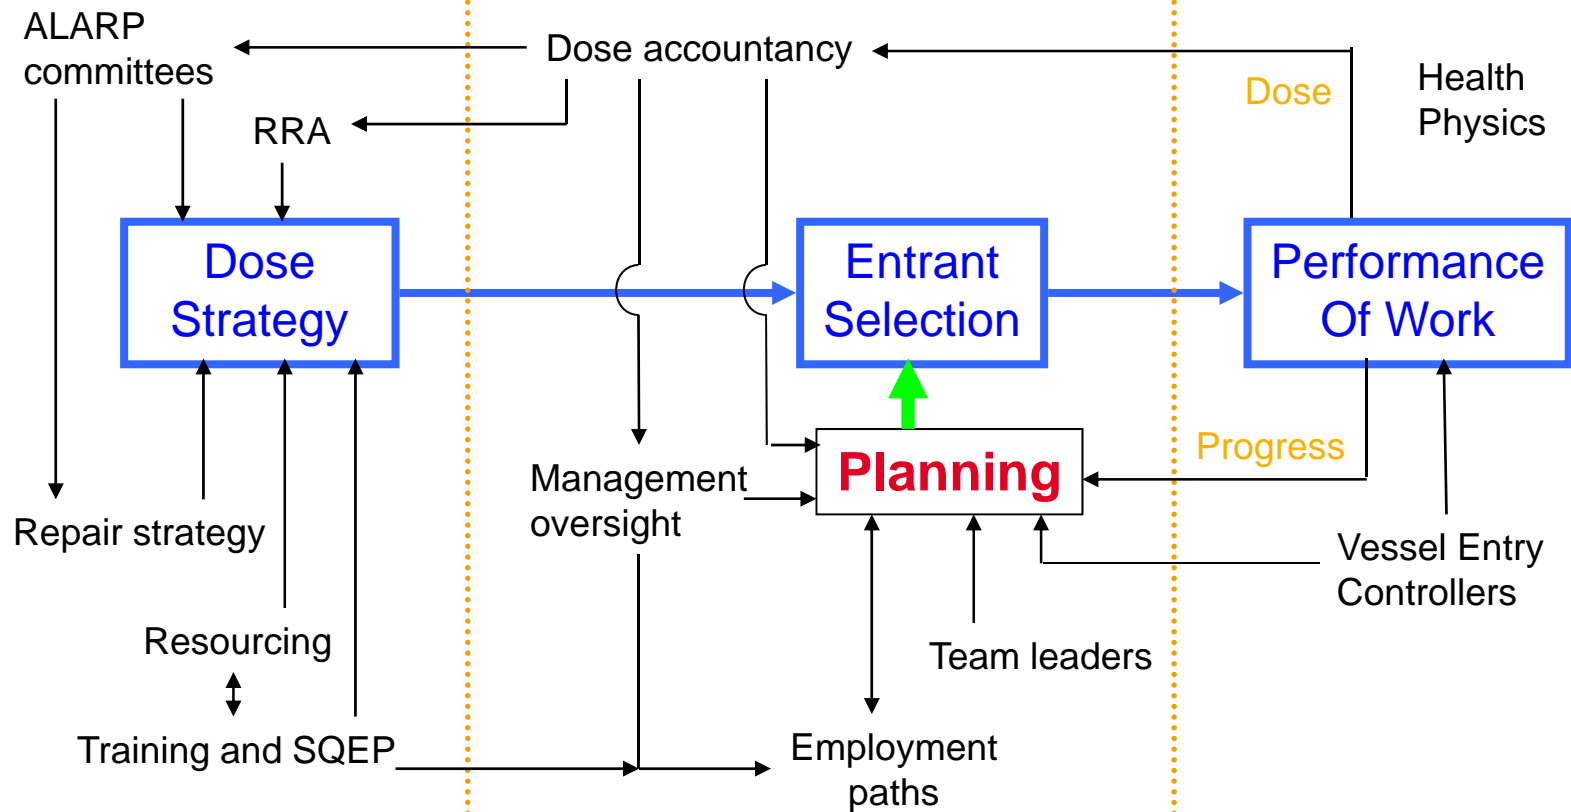 ALARP
committees
Dose accountancy
Dose
Health
Physics
RRA
Dose
Strategy
Entrant
Selection
Performance
Of Work
Progress
Planning
Management
oversight
Repair strategy
Vessel Entry
Controllers
Resourcing
Team leaders
Training and SQEP
Employment
paths